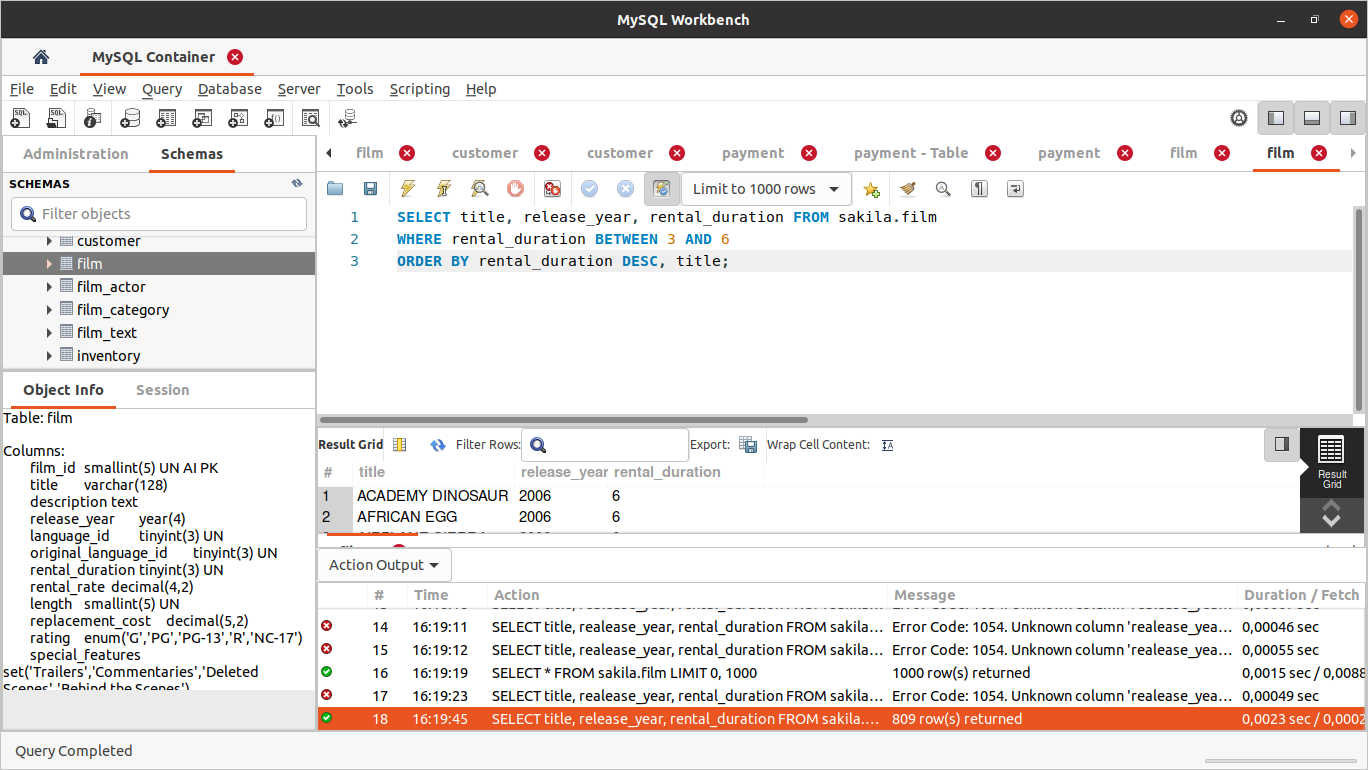 MySQL Workbench
MySQL Container
File Edit View Query Database Server Tools Scripting Help
Administration Schemas
film customer customer payment payment - Table payment film film
SCHEMAS
Filter objects
customer
film
film_actor
film_category
film_text
inventory
Limit to 1000 rows
1 SELECT title, release_year, rental_duration FROM sakila.film
2 WHERE rental_duration BETWEEN 3 AND 6
3 ORDER BY rental_duration DESC, title;
Object Info Session
Table: film
Columns:
film_id smallint(5) UN AI PK
title varchar(128)
description text
release_year year(4)
language_id tinyint(3) UN
original_language_id tinyint(3) UN
rental_duration tinyint(3) UN
rental_rate decimal(4,2)
length smallint(5) UN
replacement_cost decimal(5,2)
rating enum('G','PG','PG-13','R','NC-17')
special_features
set('Trailers','Commentaries','Deleted
Scenes','Behind the Scenes')
Result Grid Filter Rows: Export: Wrap Cell Content:
# title release_year rental_duration
1 ACADEMY DINOSAUR 2006 6
2 AFRICAN EGG 2006 6
Result
Grid
Action Output
# Time Action Message Duration / Fetch
14 16:19:11 SELECT title, realease_year, rental_duration FROM sakila... Error Code: 1054. Unknown column 'realease_yea... 0,00046 sec
15 16:19:12 SELECT title, realease_year, rental_duration FROM sakila... Error Code: 1054. Unknown column 'realease_yea... 0,00055 sec
16 16:19:19 SELECT * FROM sakila.film LIMIT 0, 1000 1000 row(s) returned 0,0015 sec / 0,0088
17 16:19:23 SELECT title, realease_year, rental_duration FROM sakila... Error Code: 1054. Unknown column 'realease_yea... 0,00049 sec
18 16:19:45 SELECT title, release_year, rental_duration FROM sakila.... 809 row(s) returned 0,0023 sec / 0,0002
Query Completed